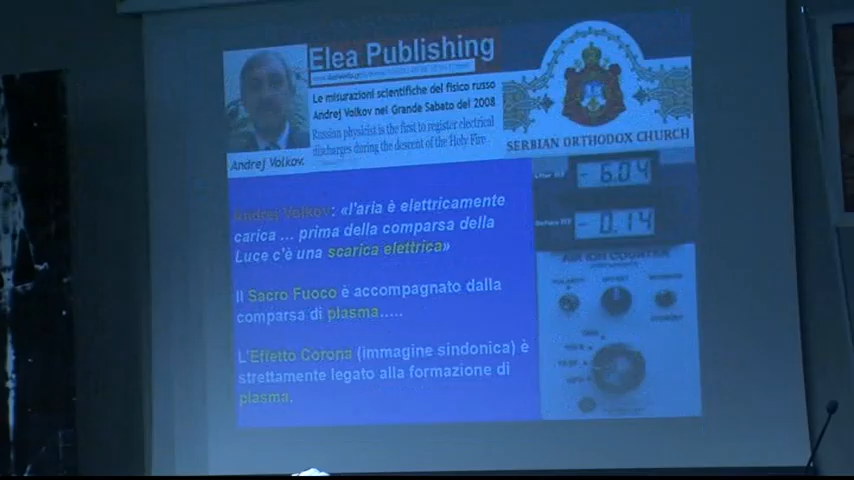 Elea Publishing
Le misurazioni scientifiche del fisico russo
Andrej Volkov nel Grande Sabato del 2008
Russian physicist is the first to register electrical
discharges during the descent of the Holy Fire
Andrej Volkov.
SERBIAN ORTHODOX CHURCH
- 6.04
- 0.14
AIR ION COUNTER
Andrej Volkov: «l'aria è elettricamente
carica ... prima della comparsa della
Luce c'è una scarica elettrica»
Il Sacro Fuoco è accompagnato dalla
comparsa di plasma.....
L'Effetto Corona (immagine sindonica) è
strettamente legato alla formazione di
plasma.